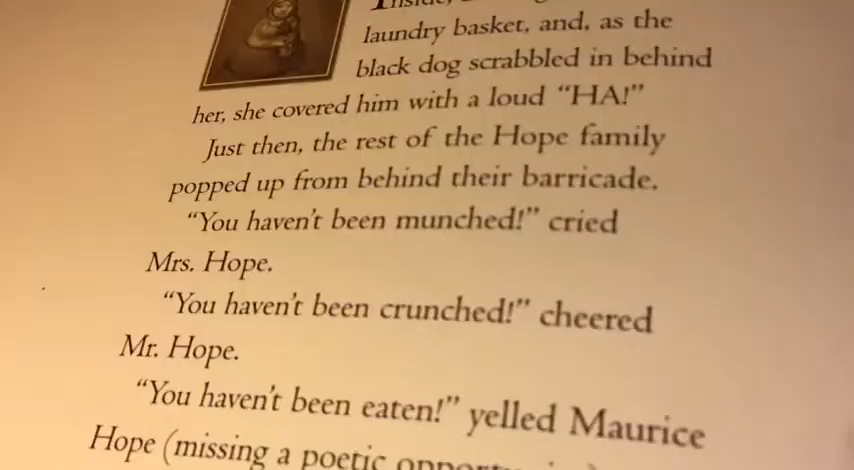 laundry basket, and, as the
black dog scrabbled in behind
her, she covered him with a loud “HA!”
Just then, the rest of the Hope family
popped up from behind their barricade.
“You haven’t been munched!” cried
Mrs. Hope.
“You haven’t been crunched!” cheered
Mr. Hope.
“You haven’t been eaten!” yelled Maurice
Hope (missing a poetic